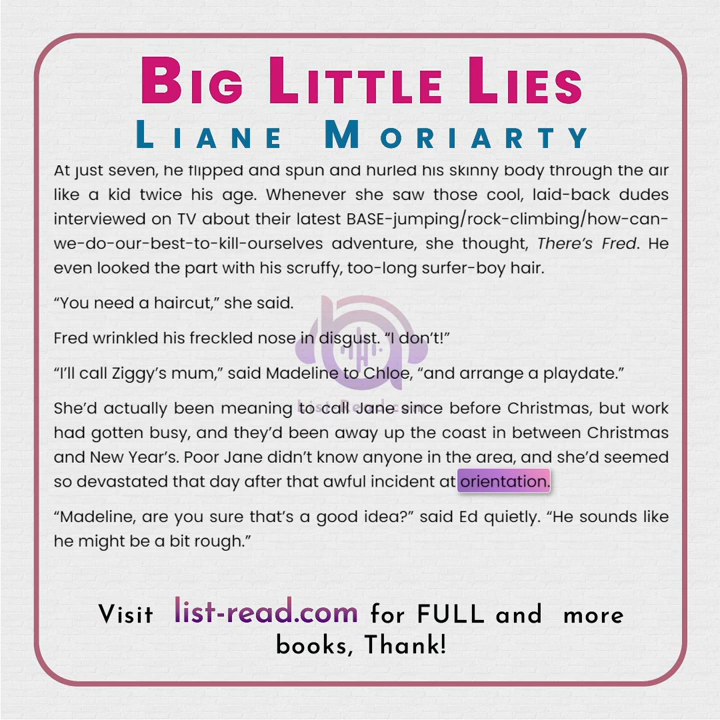 BIG LITTLE LIES
LIANE MORIARTY
At just seven, he flipped and spun and hurled his skinny body through the air
like a kid twice his age. Whenever she saw those cool, laid-back dudes
interviewed on TV about their latest BASE-jumping/rock-climbing/how-can-
we-do-our-best-to-kill-ourselves adventure, she thought, There’s Fred. He
even looked the part with his scruffy, too-long surfer-boy hair.
“You need a haircut,” she said.
Fred wrinkled his freckled nose in disgust. “I don’t!”
“I’ll call Ziggy’s mum,” said Madeline to Chloe, “and arrange a playdate.”
She’d actually been meaning to call Jane since before Christmas, but work
had gotten busy, and they’d been away up the coast in between Christmas
and New Year’s. Poor Jane didn’t know anyone in the area, and she’d seemed
so devastated that day after that awful incident at orientation.
“Madeline, are you sure that’s a good idea?” said Ed quietly. “He sounds like
he might be a bit rough.”
Visit list-read.com for FULL and more
books, Thank!